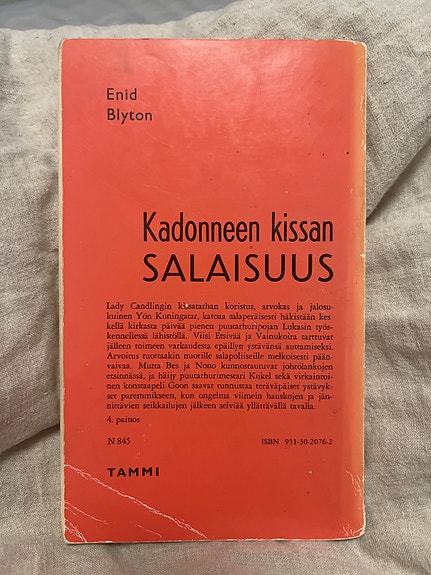 Enid
Blyton
Kadonneen kissan
SALAISUUS
Lady Candlingin kissatarhan koristus, arvokas ja jalosu-
kuinen Yön Kuningatar, katoaa salaperäisesti häkistään kes
kellä kirkasta päivää pienen puutarhuripojan Lukasin työs-
kennellessä lähistöllä. Viisi Etsivää ja Vainukoira tarttuvat
jälleen toimeen varkaudesta epäillyn ystävänsä auttamiseksi.
Arvoitus tuottaakin nuorille salapoliiseille melkoisesti pään-
vaivaa. Mutta Bes ja Nono kunnostautuvat johtolankojen
etsinnässä, ja häijy puutarhurimestari Kukel sekä virkaintoi-
nen konstaapeli Goon saavat tunnustaa teräväpäiset ystävyk-
set paremmikseen, kun ongelma viimein hauskojen ja jän-
nittävien seikkailujen jälkeen selviää yllättävällä tavalla.
4. painos
N 845 ISBN 951-30-2076-2
TAMMI